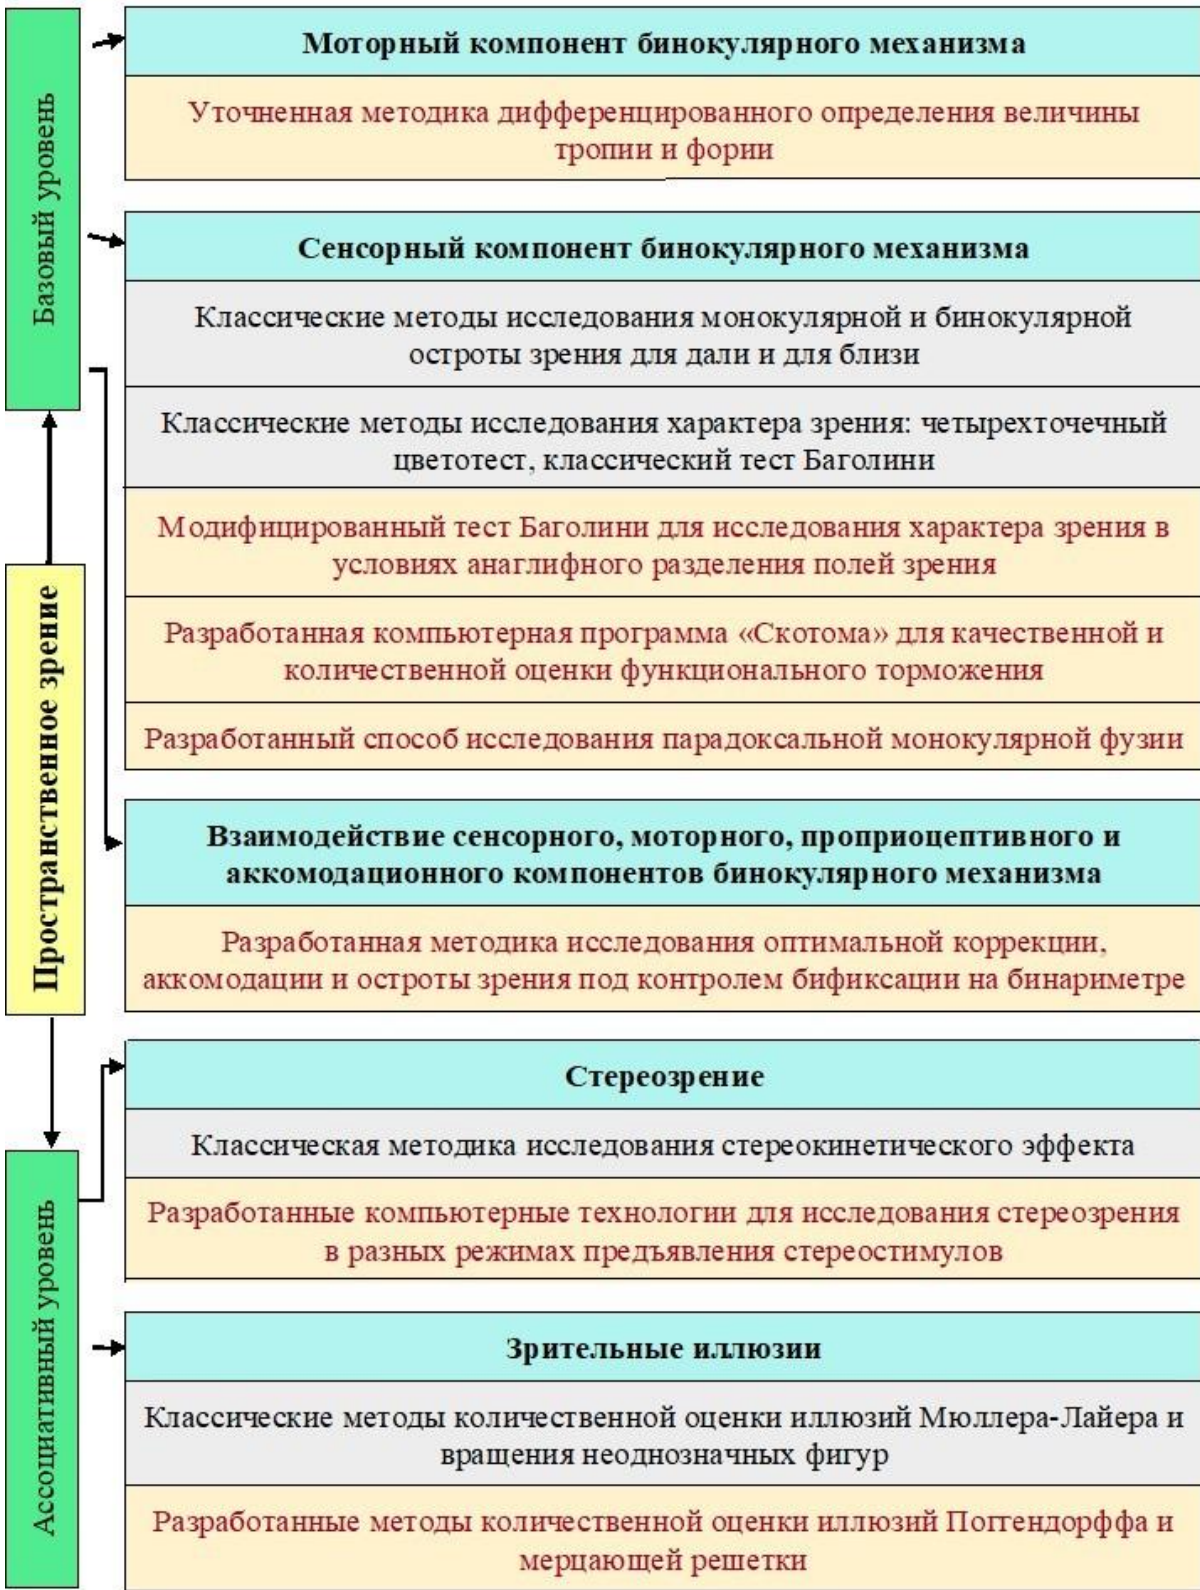 Базовый уровень
Моторный компонент бинокулярного механизма
Уточненная методика дифференцированного определения величины
тропии и фории
Сенсорный компонент бинокулярного механизма
Классические методы исследования монокулярной и бинокулярной
остроты зрения для дали и для близи
Классические методы исследования характера зрения: четырехточечный
цветотест, классический тест Баголини
Модифицированный тест Баголини для исследования характера зрения в
условиях анаглифного разделения полей зрения
Разработанная компьютерная программа «Скотома» для качественной и
количественной оценки функционального торможения
Разработанный способ исследования парадоксальной монокулярной фузии
Пространственное зрение
Взаимодействие сенсорного, моторного, проприоцептивного и
аккомодационного компонентов бинокулярного механизма
Разработанная методика исследования оптимальной коррекции,
аккомодации и остроты зрения под контролем бификсации на бинариметре
Ассоциативный уровень
Стереозрение
Классическая методика исследования стереокинетического эффекта
Разработанные компьютерные технологии для исследования стереозрения
в разных режимах предъявления стереостимулов
Зрительные иллюзии
Классические методы количественной оценки иллюзий Мюллера-Лайера и
вращения неоднозначных фигур
Разработанные методы количественной оценки иллюзий Поггендорффа и
мерцающей решетки